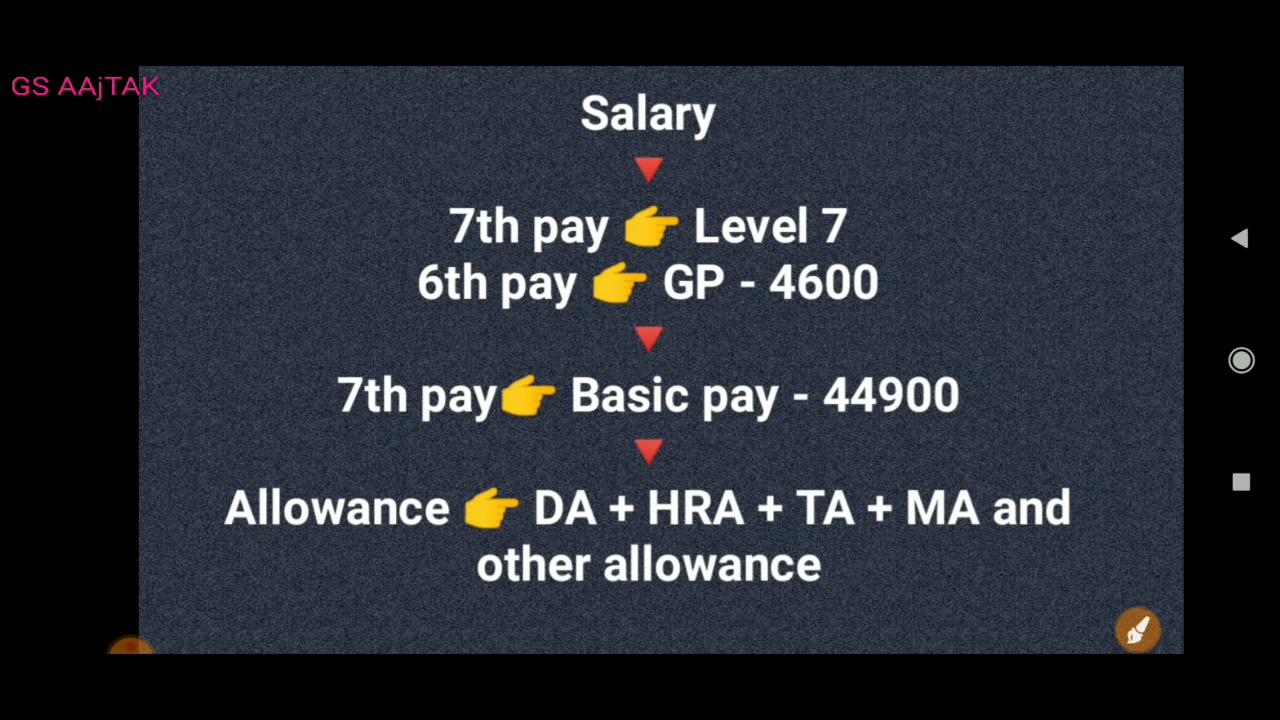 GS AAjTAK
Salary
7th pay 👉 Level 7
6th pay 👉 GP - 4600
7th pay👉 Basic pay - 44900
Allowance 👉 DA + HRA + TA + MA and
other allowance